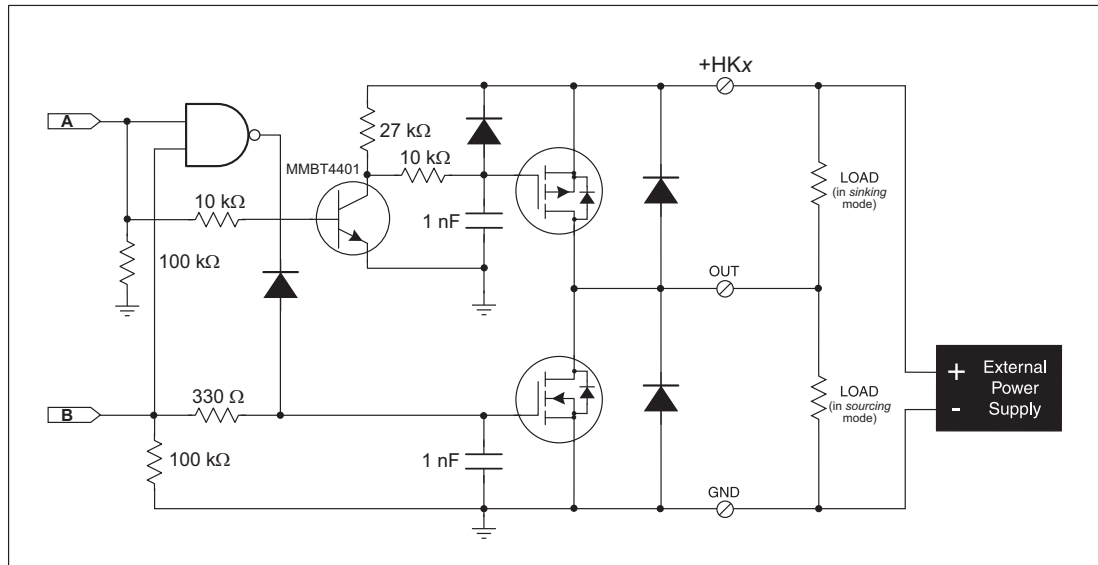 +HKx
A
27 kΩ
MMBT4401
10 kΩ
LOAD
(in sinking
mode)
10 kΩ
1 nF
100 kΩ
OUT
330 Ω
LOAD
(in sourcing
mode)
+ External
Power
- Supply
B
100 kΩ
1 nF
GND